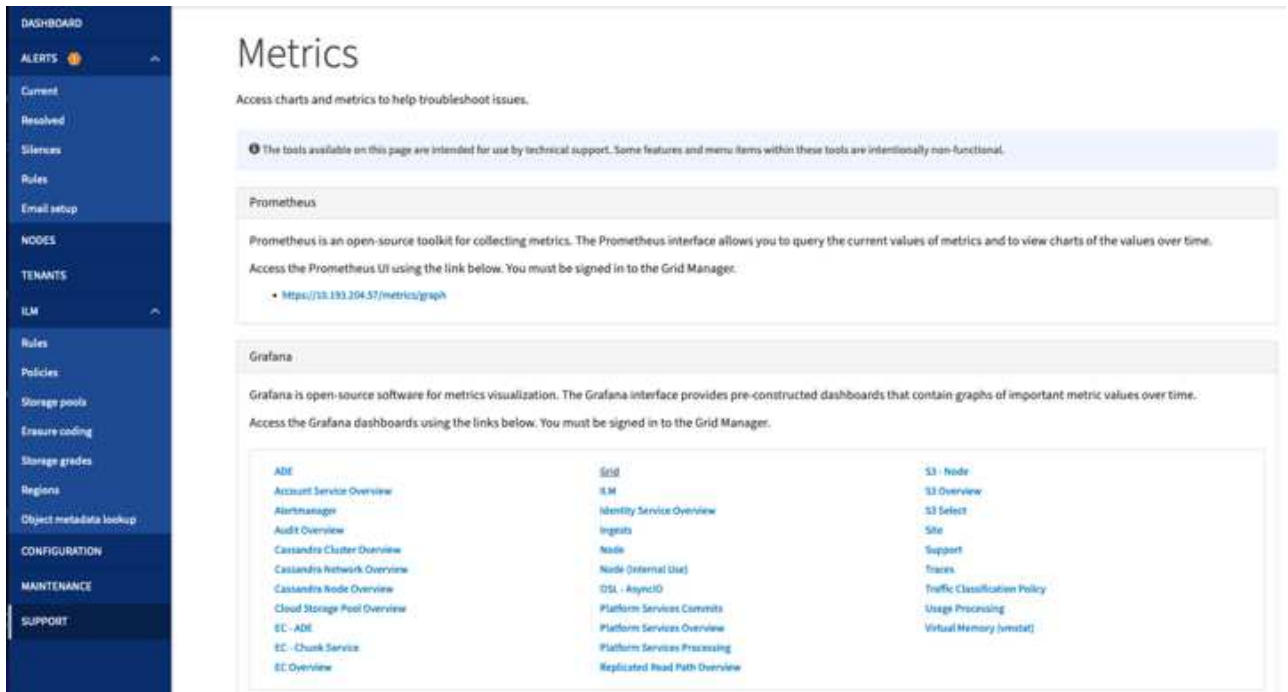 DASHBOARD
ALERTS
Current
Resolved
Silences
Rules
Email setup
NODES
TENANTS
ILM
Rules
Policies
Storage pools
Erasure coding
Storage grades
Regions
Object metadata lookup
CONFIGURATION
MAINTENANCE
SUPPORT
Metrics
Access charts and metrics to help troubleshoot issues.
The tools available on this page are intended for use by technical support. Some features and menu items within these tools are intentionally non-functional.
Prometheus
Prometheus is an open-source toolkit for collecting metrics. The Prometheus interface allows you to query the current values of metrics and to view charts of the values over time.
Access the Prometheus UI using the link below. You must be signed in to the Grid Manager.
• https://10.193.204.57/metrics/graph
Grafana
Grafana is open-source software for metrics visualization. The Grafana interface provides pre-constructed dashboards that contain graphs of important metric values over time.
Access the Grafana dashboards using the links below. You must be signed in to the Grid Manager.
ADE
Account Service Overview
Alertmanager
Audit Overview
Cassandra Cluster Overview
Cassandra Network Overview
Cassandra Node Overview
Cloud Storage Pool Overview
EC - ADE
EC - Chunk Service
EC Overview
Grid
ILM
Identity Service Overview
Ingests
Node
Node (Internal Use)
OSL - AsyncIO
Platform Services Commits
Platform Services Overview
Platform Services Processing
Replicated Read Path Overview
S3 - Node
S3 Overview
S3 Select
Site
Support
Traces
Traffic Classification Policy
Usage Processing
Virtual Memory (vmstat)